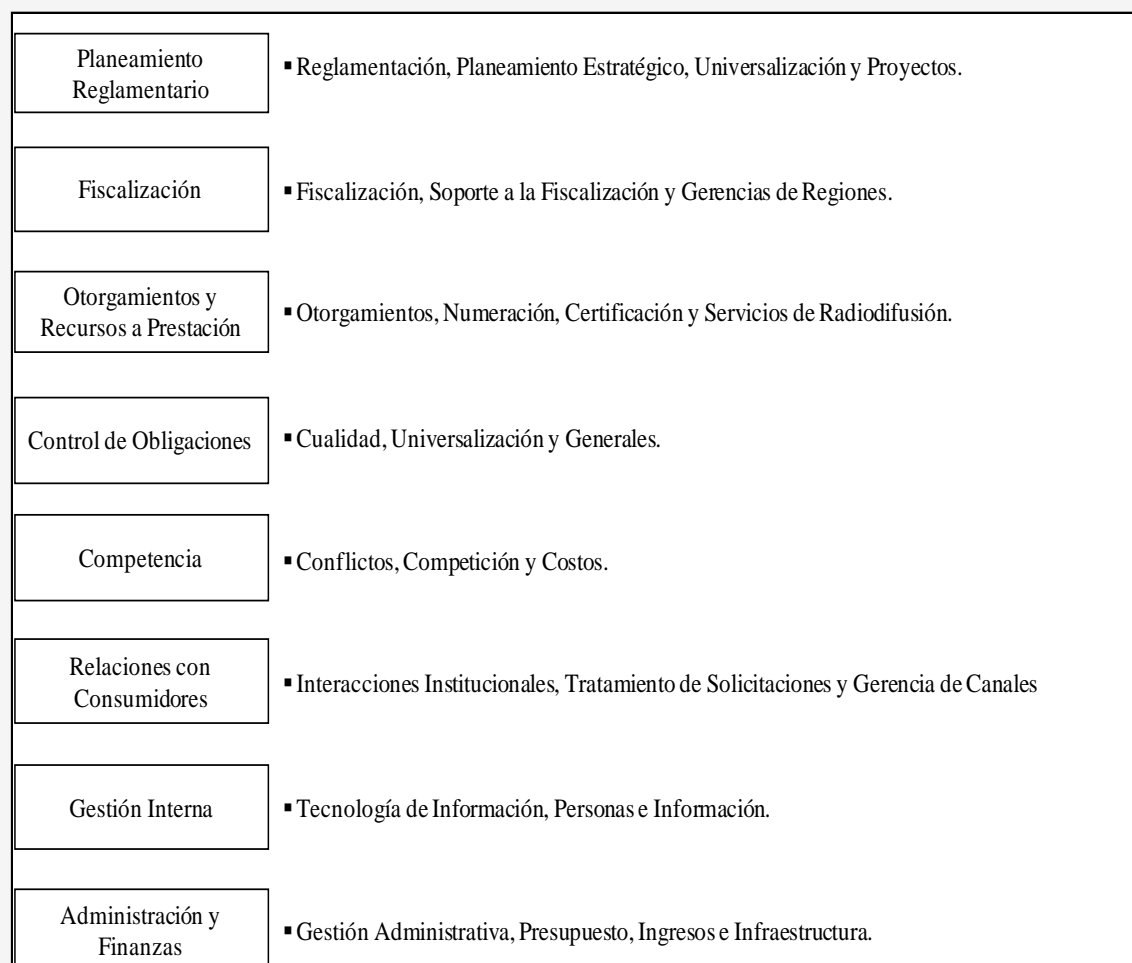 Planeamiento
Reglamentario
▪ Reglamentación, Planeamiento Estratégico, Universalización y Proyectos.
Fiscalización
▪ Fiscalización, Soporte a la Fiscalización y Gerencias de Regiones.
Otorgamientos y
Recursos a Prestación
▪ Otorgamientos, Numeración, Certificación y Servicios de Radiodifusión.
Control de Obligaciones
▪ Cualidad, Universalización y Generales.
Competencia
▪ Conflictos, Competición y Costos.
Relaciones con
Consumidores
▪ Interacciones Institucionales, Tratamiento de Solicitaciones y Gerencia de Canales
Gestión Interna
▪ Tecnología de Información, Personas e Información.
Administración y
Finanzas
▪ Gestión Administrativa, Presupuesto, Ingresos e Infraestructura.